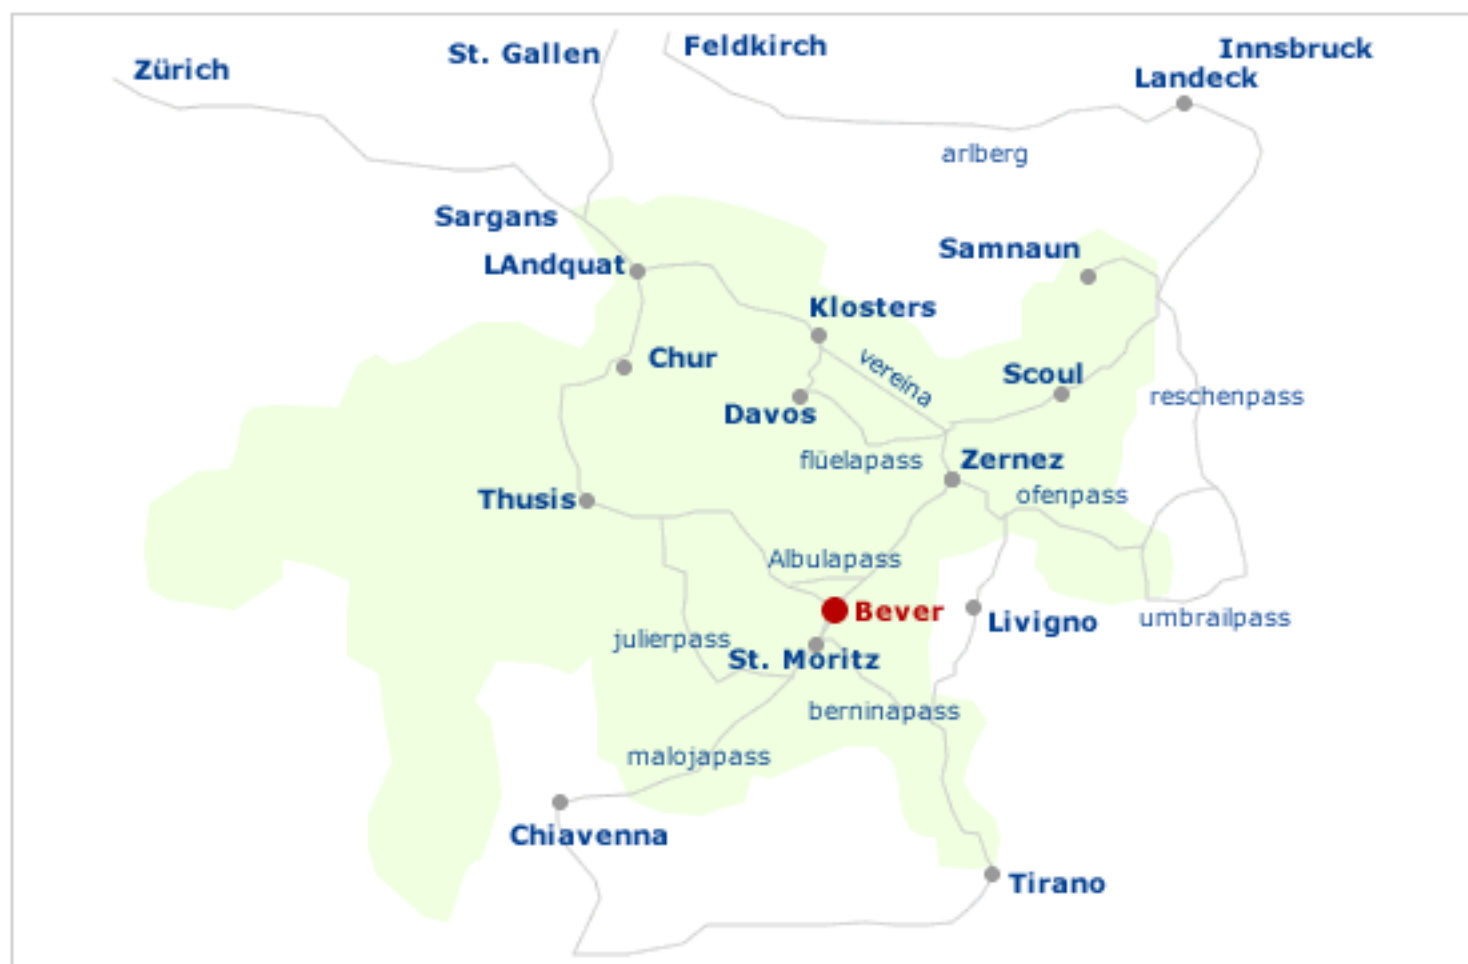 Innsbruck
Feldkirch
St. Gallen
Zürich
Landeck
arlberg
Sargans
Samnaun
LAndquat
Klosters
Chur
vereina
Scoul
reschenpass
Davos
flüelapass
Zernez
ofenpass
Thusis
Albulapass
Bever
Livigno
umbrailpass
julierpass
St. Moritz
berninapass
malojapass
Chiavenna
Tirano